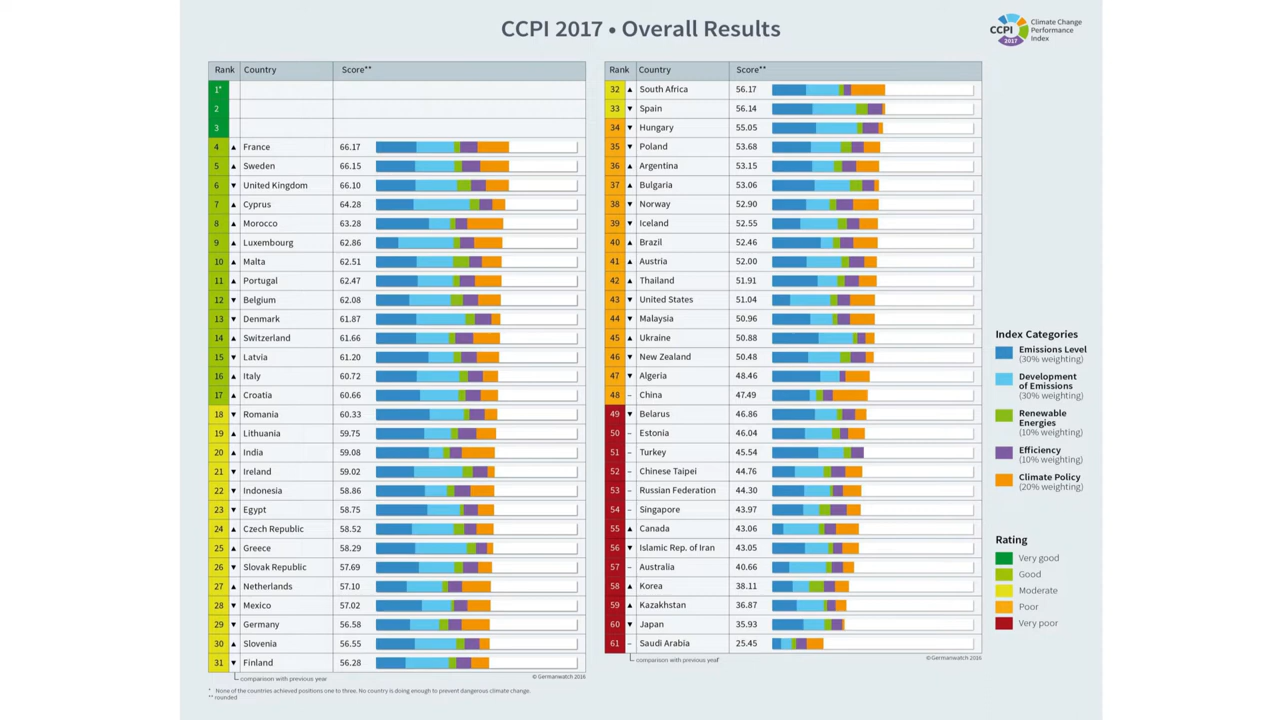 CCPI 2017 • Overall Results
CCPI 2017
Climate Change
Performance
Index
Rank Country Score**
1*
2
3
4 ▲ France 66.17
5 ▲ Sweden 66.15
6 ▼ United Kingdom 66.10
7 ▲ Cyprus 64.28
8 ▲ Morocco 63.28
9 ▲ Luxembourg 62.86
10 ▲ Malta 62.51
11 ▲ Portugal 62.47
12 ▼ Belgium 62.08
13 ▼ Denmark 61.87
14 ▲ Switzerland 61.66
15 ▼ Latvia 61.20
16 ▲ Italy 60.72
17 ▲ Croatia 60.66
18 ▼ Romania 60.33
19 ▲ Lithuania 59.75
20 ▲ India 59.08
21 ▼ Ireland 59.02
22 ▼ Indonesia 58.86
23 ▼ Egypt 58.75
24 ▲ Czech Republic 58.52
25 ▲ Greece 58.29
26 ▼ Slovak Republic 57.69
27 ▲ Netherlands 57.10
28 ▼ Mexico 57.02
29 ▼ Germany 56.58
30 ▲ Slovenia 56.55
31 ▼ Finland 56.28
comparison with previous year
© Germanwatch 2016
* None of the countries achieved positions one to three. No country is doing enough to prevent dangerous climate change.
** rounded
Rank Country Score**
32 ▲ South Africa 56.17
33 ▼ Spain 56.14
34 ▼ Hungary 55.05
35 ▼ Poland 53.68
36 ▲ Argentina 53.15
37 ▲ Bulgaria 53.06
38 ▼ Norway 52.90
39 ▼ Iceland 52.55
40 ▲ Brazil 52.46
41 ▲ Austria 52.00
42 ▲ Thailand 51.91
43 ▼ United States 51.04
44 ▼ Malaysia 50.96
45 ▲ Ukraine 50.88
46 ▼ New Zealand 50.48
47 ▼ Algeria 48.46
48 – China 47.49
49 ▼ Belarus 46.86
50 – Estonia 46.04
51 – Turkey 45.54
52 – Chinese Taipei 44.76
53 – Russian Federation 44.30
54 – Singapore 43.97
55 ▲ Canada 43.06
56 ▼ Islamic Rep. of Iran 43.05
57 – Australia 40.66
58 ▲ Korea 38.11
59 ▲ Kazakhstan 36.87
60 ▼ Japan 35.93
61 – Saudi Arabia 25.45
comparison with previous year
© Germanwatch 2016
Index Categories
Emissions Level
(30% weighting)
Development
of Emissions
(30% weighting)
Renewable
Energies
(10% weighting)
Efficiency
(10% weighting)
Climate Policy
(20% weighting)
Rating
Very good
Good
Moderate
Poor
Very poor